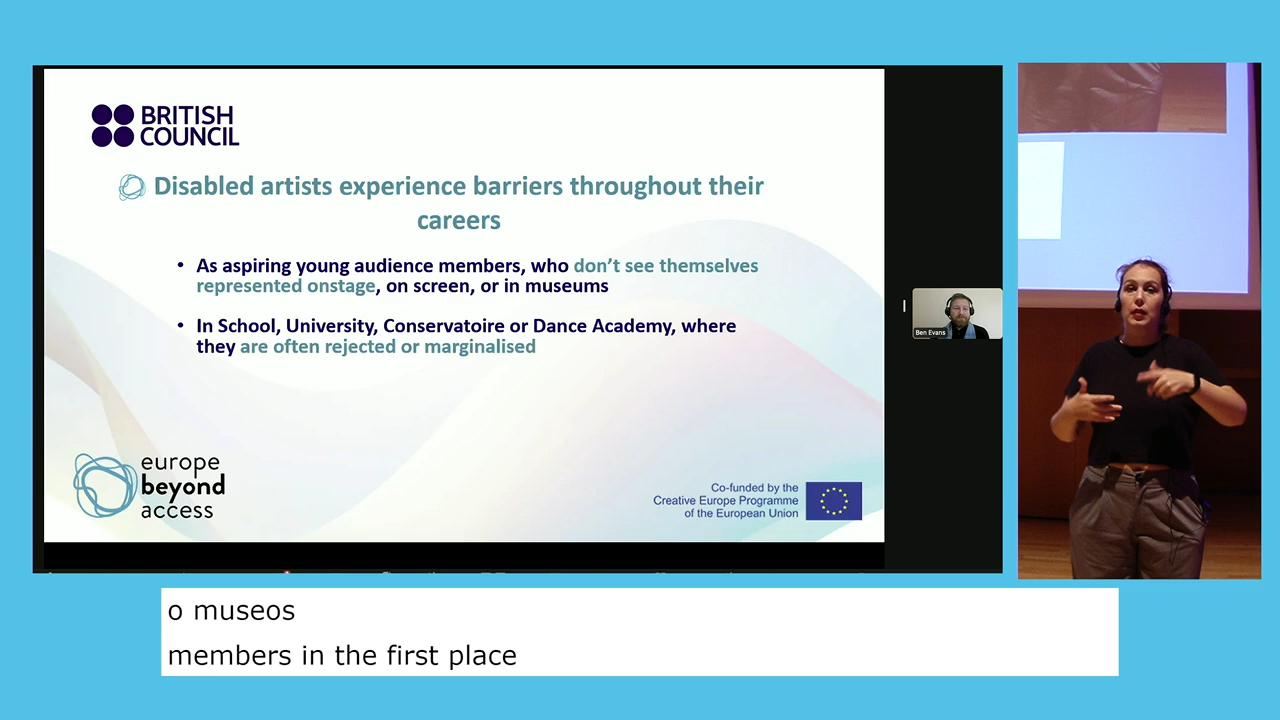 BRITISH
COUNCIL
Disabled artists experience barriers throughout their
careers
• As aspiring young audience members, who don't see themselves
represented onstage, on screen, or in museums
• In School, University, Conservatoire or Dance Academy, where
they are often rejected or marginalised
europe
beyond
access
Co-funded by the
Creative Europe Programme
of the European Union
Ben Evans
o museos
members in the first place